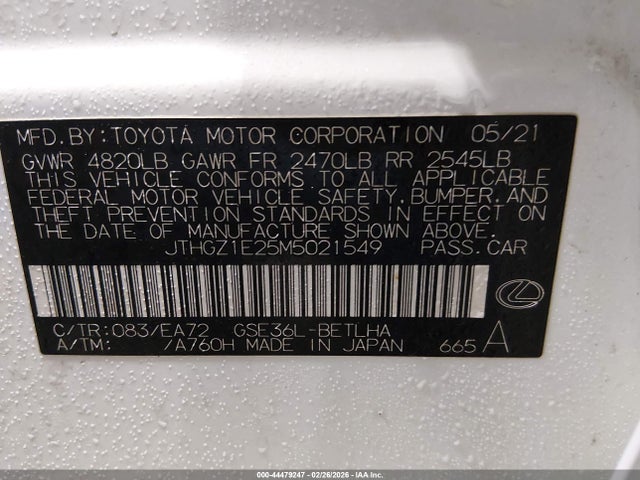 MFD.BY:TOYOTA MOTOR CORPORATION 05/21
GVWR 4820LB GAWR FR 2470LB RR 2545LB
THIS VEHICLE CONFORMS TO ALL APPLICABLE
FEDERAL MOTOR VEHICLE SAFETY, BUMPER, AND
THEFT PREVENTION STANDARDS IN EFFECT ON
THE DATE OF MANUFACTURE SHOWN ABOVE.
JTHGZ1E25M5021549 PASS.CAR
C/TR:083/EA72 GSE36L-BETLHA
A/TM: /A760H MADE IN JAPAN 665 A
000-44479247 - 02/26/2026 - IAA Inc.